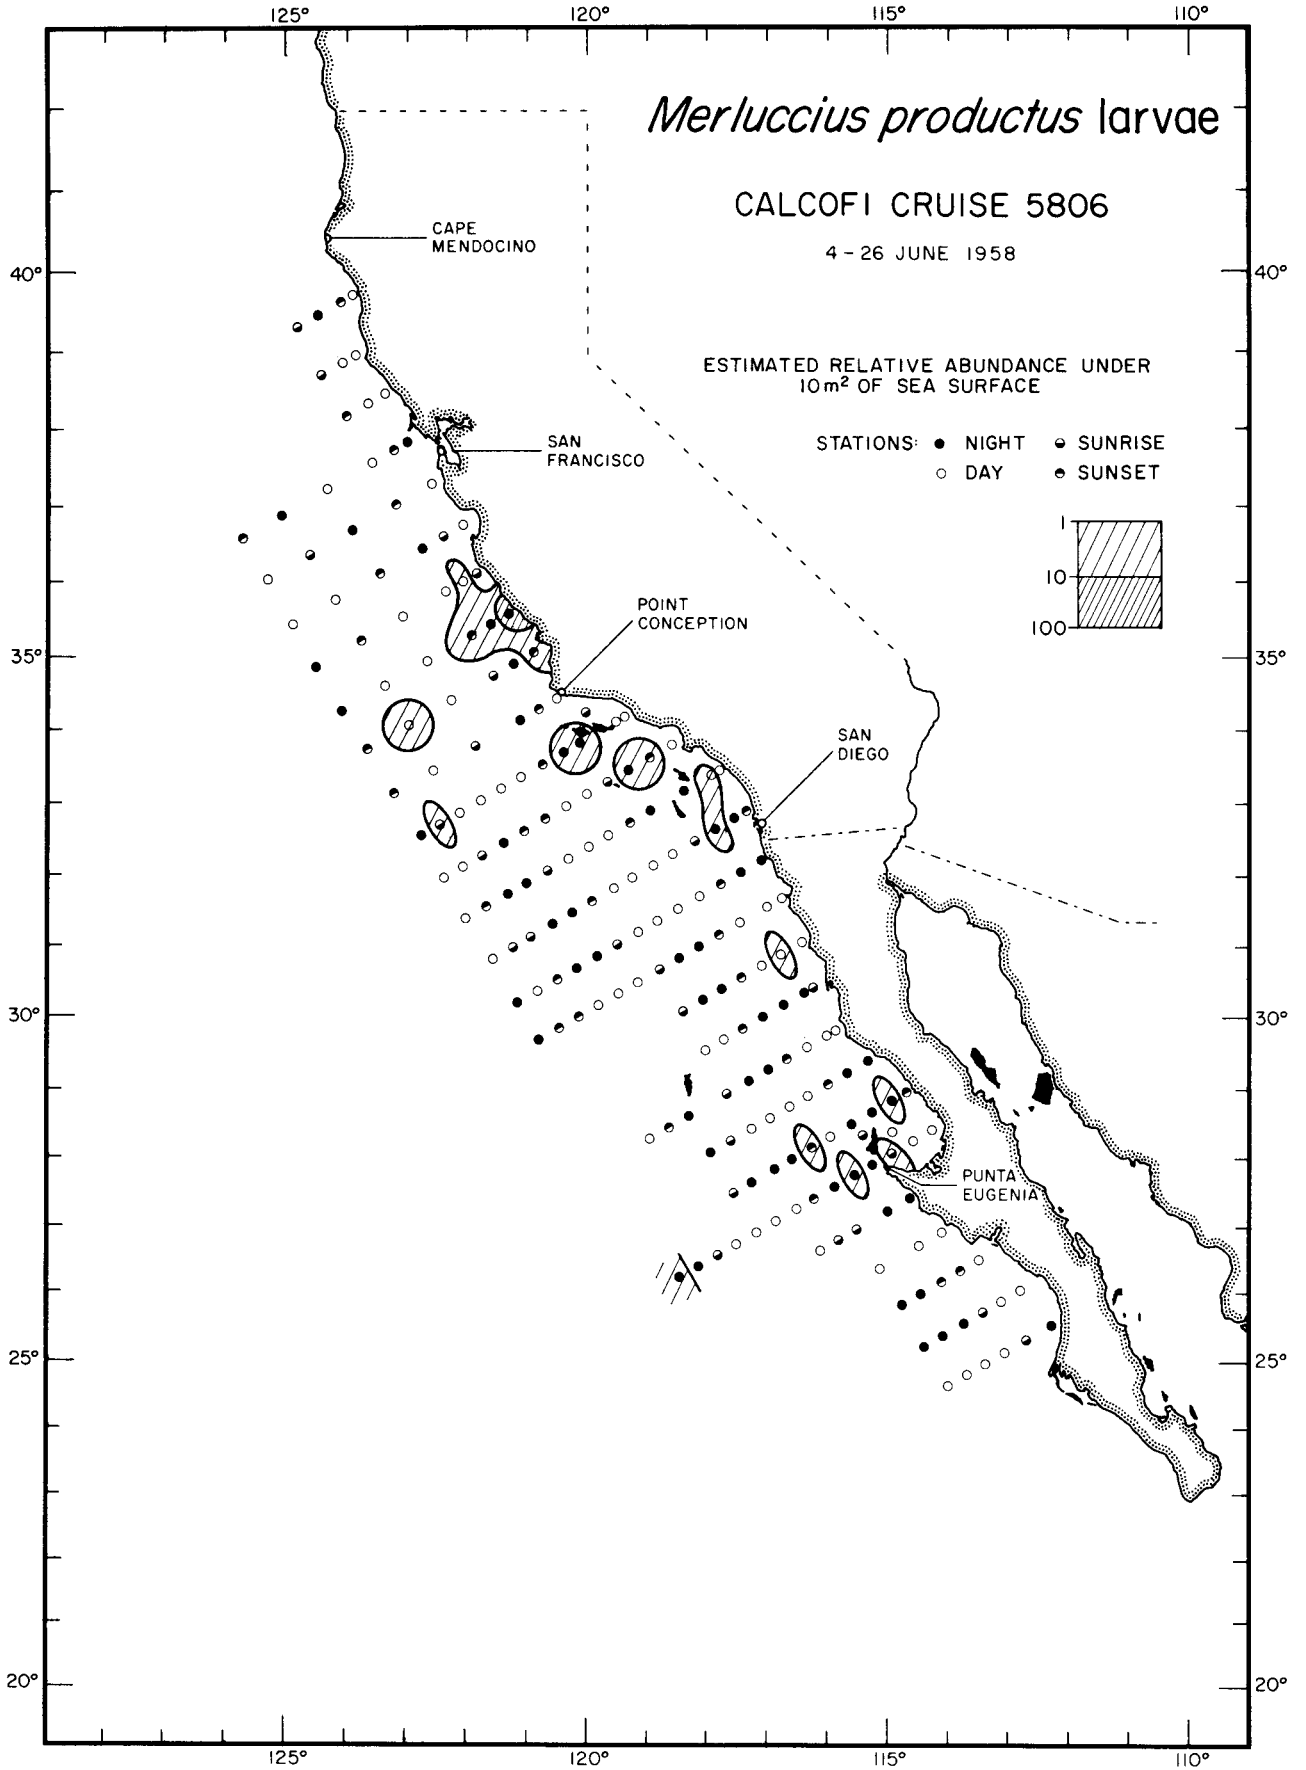 125° 120° 115° 110°
Merluccius productus larvae
CALCOFI CRUISE 5806
4-26 JUNE 1958
CAPE
MENDOCINO
40° 40°
ESTIMATED RELATIVE ABUNDANCE UNDER
10m² OF SEA SURFACE
STATIONS: ● NIGHT ◒ SUNRISE
○ DAY ◓ SUNSET
SAN
FRANCISCO
1
10
100
POINT
CONCEPTION
35° 35°
SAN
DIEGO
30° 30°
PUNTA
EUGENIA
25° 25°
20° 20°
125° 120° 115° 110°